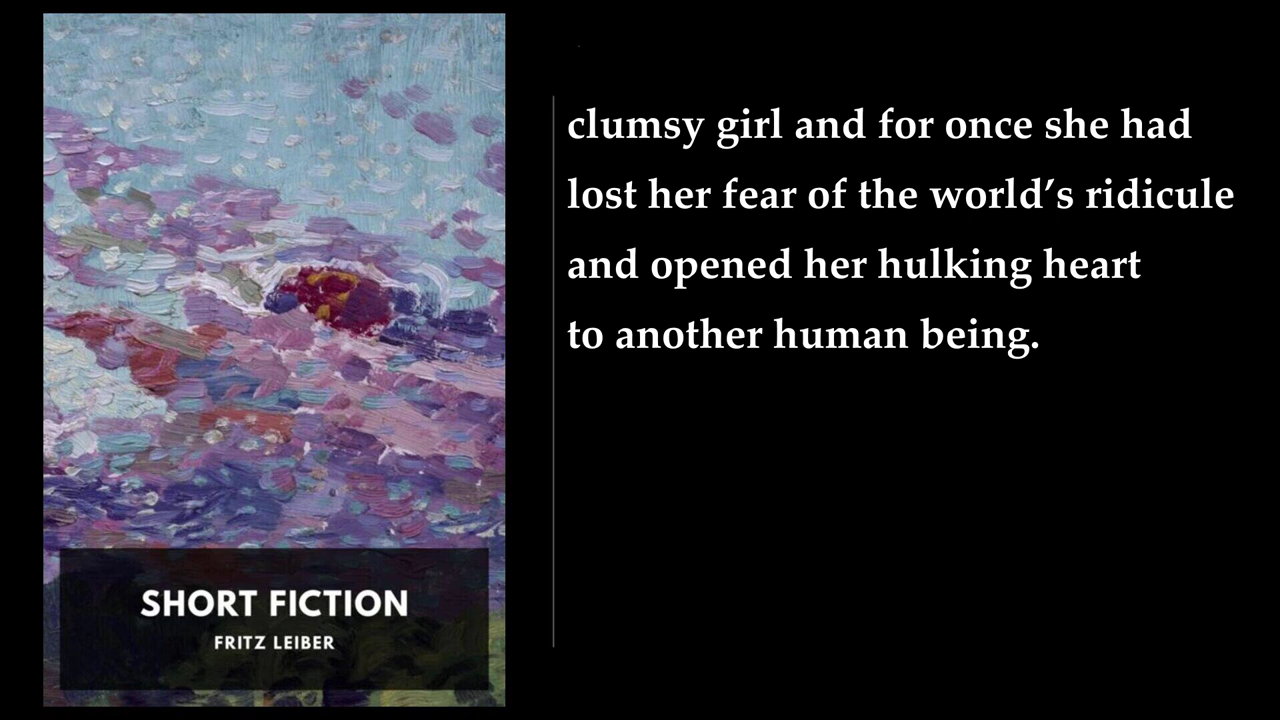 clumsy girl and for once she had
lost her fear of the world’s ridicule
and opened her hulking heart
to another human being.
SHORT FICTION
FRITZ LEIBER